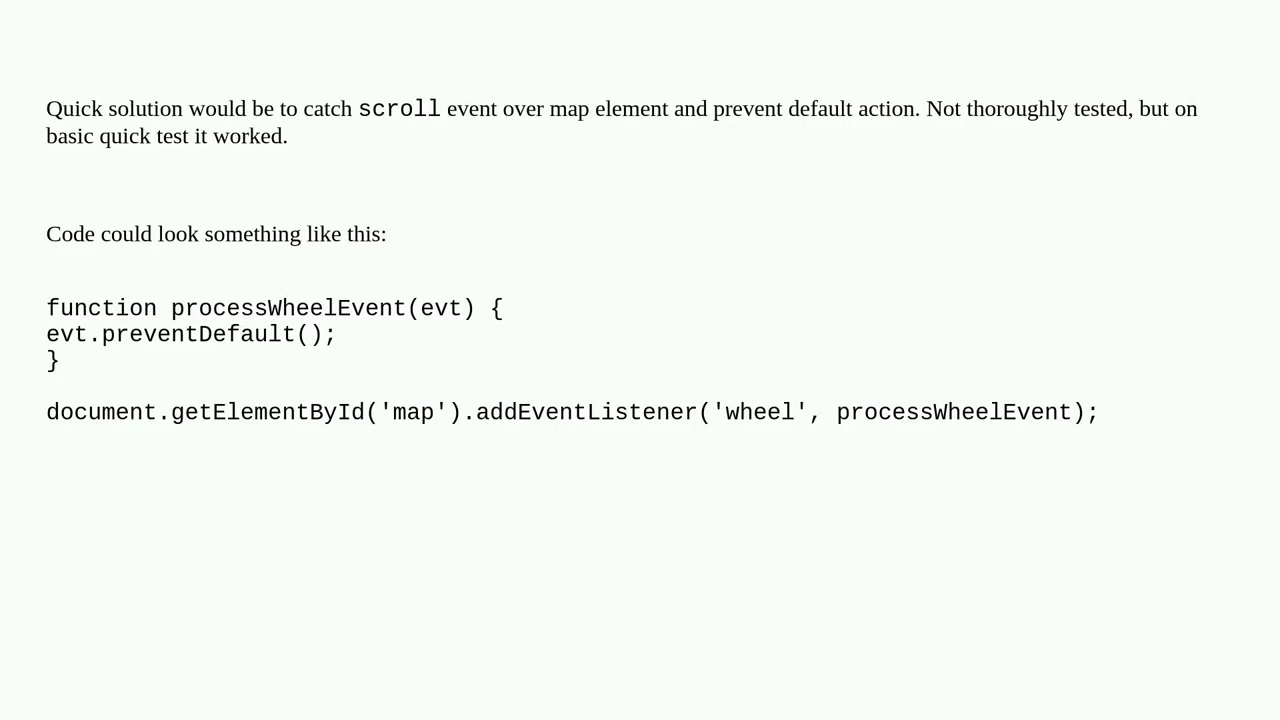 Quick solution would be to catch scroll event over map element and prevent default action. Not thoroughly tested, but on
basic quick test it worked.
Code could look something like this:
function processWheelEvent(evt) {
evt.preventDefault();
}
document.getElementById('map').addEventListener('wheel', processWheelEvent);